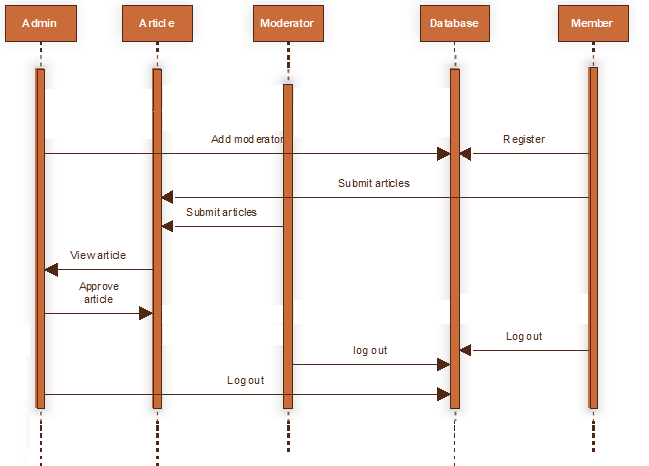 Admin
Article
Moderator
Database
Member
Add moderator
Register
Submit articles
Submit articles
View article
Approve
article
Log out
log out
Log out